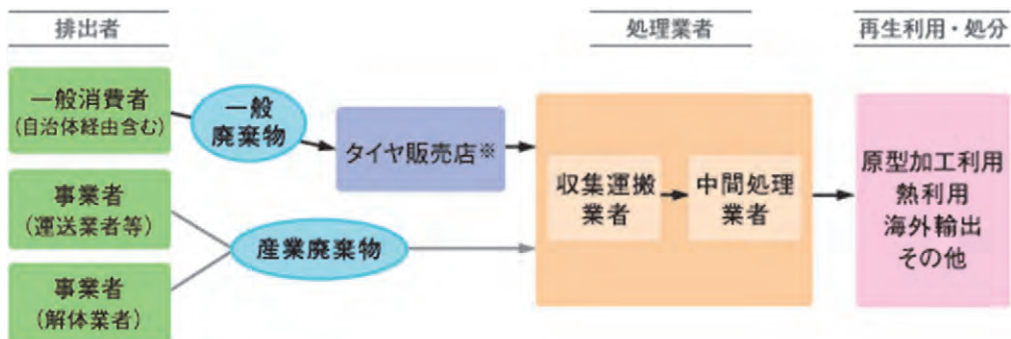 排出者
処理業者
再生利用・処分
一般消費者
(自治体経由含む)
一般
廃棄物
タイヤ販売店※
事業者
(運送業者等)
産業廃棄物
事業者
(解体業者)
収集運搬
業者
中間処理
業者
原型加工利用
熱利用
海外輸出
その他